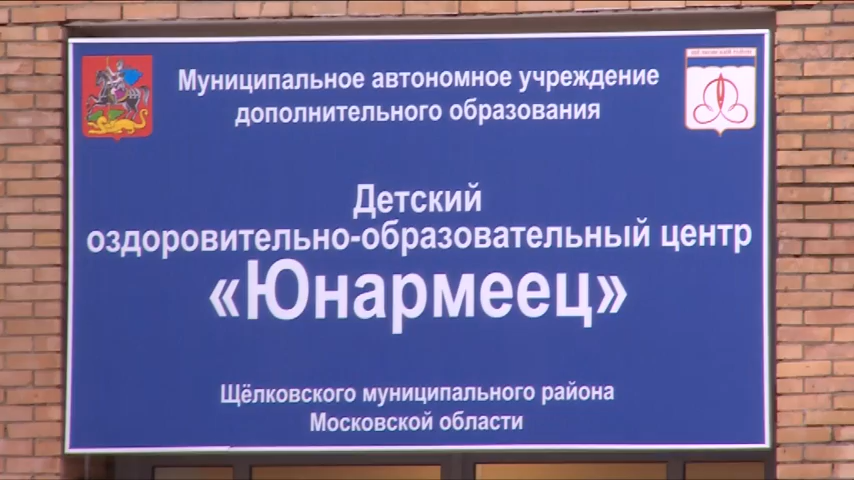 Муниципальное автономное учреждение
дополнительного образования
Детский
оздоровительно-образовательный центр
«Юнармеец»
Щёлковского муниципального района
Московской области